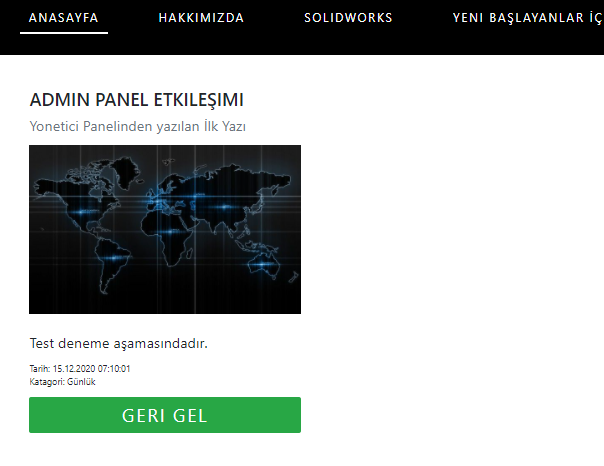 ANASAYFA
HAKKIMIZDA
SOLIDWORKS
YENI BAŞLAYANLAR İÇ
ADMIN PANEL ETKILEŞIMI
Yonetici Panelinden yazılan İlk Yazı
Test deneme aşamasındadır.
Tarih: 15.12.2020 07:10:01
Katagori: Günlük
GERI GEL